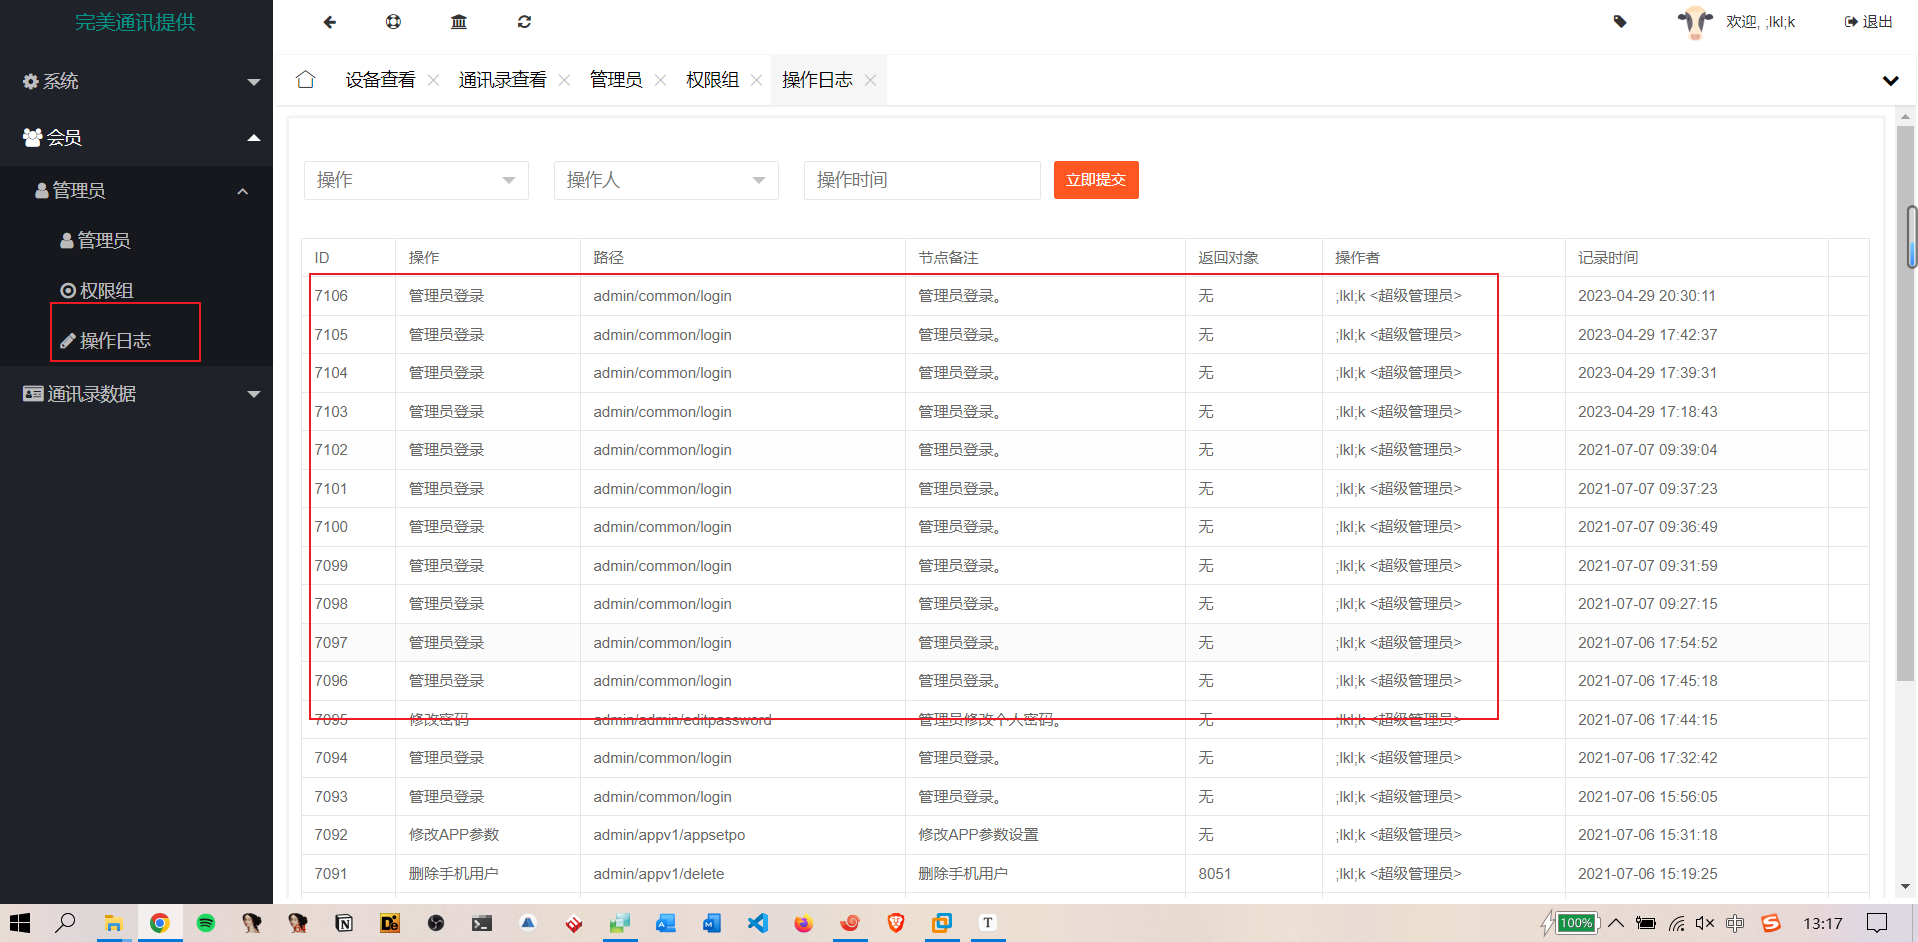 完美通讯提供
欢迎, ;lkl;k
退出
系统
会员
管理员
管理员
权限组
操作日志
通讯录数据
设备查看 通讯录查看 管理员 权限组 操作日志
操作 操作人 操作时间 立即提交
ID 操作 路径 节点备注 返回对象 操作者 记录时间
7106 管理员登录 admin/common/login 管理员登录。 无 ;lkl;k <超级管理员> 2023-04-29 20:30:11
7105 管理员登录 admin/common/login 管理员登录。 无 ;lkl;k <超级管理员> 2023-04-29 17:42:37
7104 管理员登录 admin/common/login 管理员登录。 无 ;lkl;k <超级管理员> 2023-04-29 17:39:31
7103 管理员登录 admin/common/login 管理员登录。 无 ;lkl;k <超级管理员> 2023-04-29 17:18:43
7102 管理员登录 admin/common/login 管理员登录。 无 ;lkl;k <超级管理员> 2021-07-07 09:39:04
7101 管理员登录 admin/common/login 管理员登录。 无 ;lkl;k <超级管理员> 2021-07-07 09:37:23
7100 管理员登录 admin/common/login 管理员登录。 无 ;lkl;k <超级管理员> 2021-07-07 09:36:49
7099 管理员登录 admin/common/login 管理员登录。 无 ;lkl;k <超级管理员> 2021-07-07 09:31:59
7098 管理员登录 admin/common/login 管理员登录。 无 ;lkl;k <超级管理员> 2021-07-07 09:27:15
7097 管理员登录 admin/common/login 管理员登录。 无 ;lkl;k <超级管理员> 2021-07-06 17:54:52
7096 管理员登录 admin/common/login 管理员登录。 无 ;lkl;k <超级管理员> 2021-07-06 17:45:18
7095 修改密码 admin/admin/editpassword 管理员修改个人密码。 无 ;lkl;k <超级管理员> 2021-07-06 17:44:15
7094 管理员登录 admin/common/login 管理员登录。 无 ;lkl;k <超级管理员> 2021-07-06 17:32:42
7093 管理员登录 admin/common/login 管理员登录。 无 ;lkl;k <超级管理员> 2021-07-06 15:56:05
7092 修改APP参数 admin/appv1/appsetpo 修改APP参数设置 无 ;lkl;k <超级管理员> 2021-07-06 15:31:18
7091 删除手机用户 admin/appv1/delete 删除手机用户 8051 ;lkl;k <超级管理员> 2021-07-06 15:19:25
100% 中 13:17